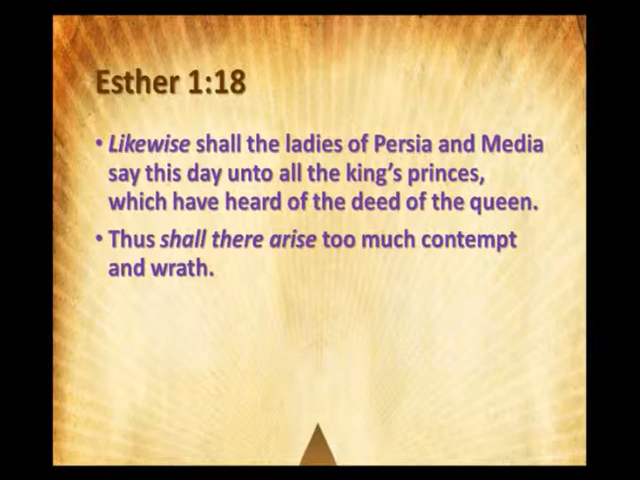 Esther 1:18
• Likewise shall the ladies of Persia and Media
say this day unto all the king's princes,
which have heard of the deed of the queen.
• Thus shall there arise too much contempt
and wrath.